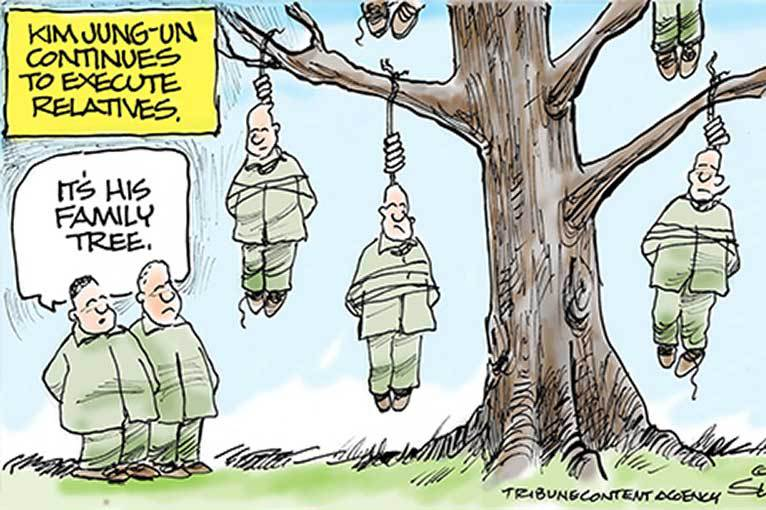 KIM JUNG-UN
CONTINUES
TO EXECUTE
RELATIVES.
IT'S HIS
FAMILY
TREE.
TRIBUNE CONTENT AGENCY
©